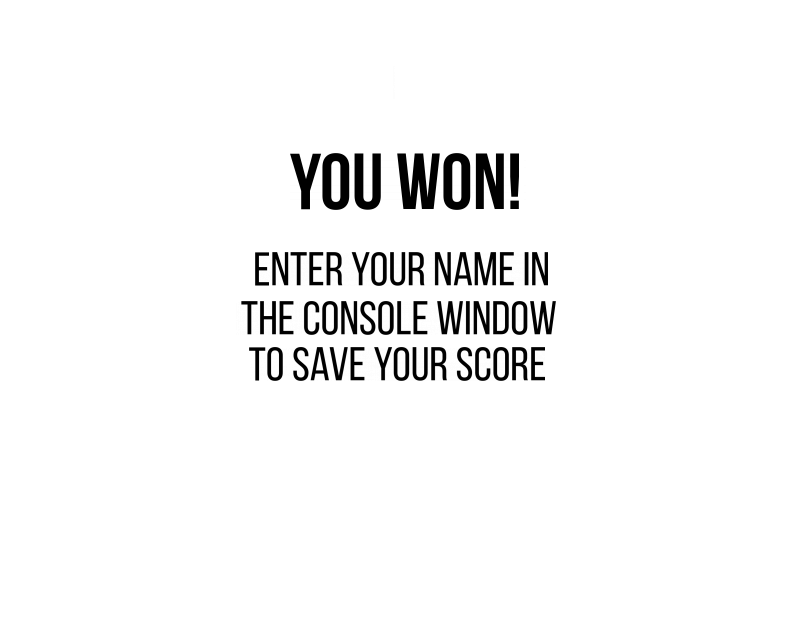 YOU WON!
ENTER YOUR NAME IN
THE CONSOLE WINDOW
TO SAVE YOUR SCORE